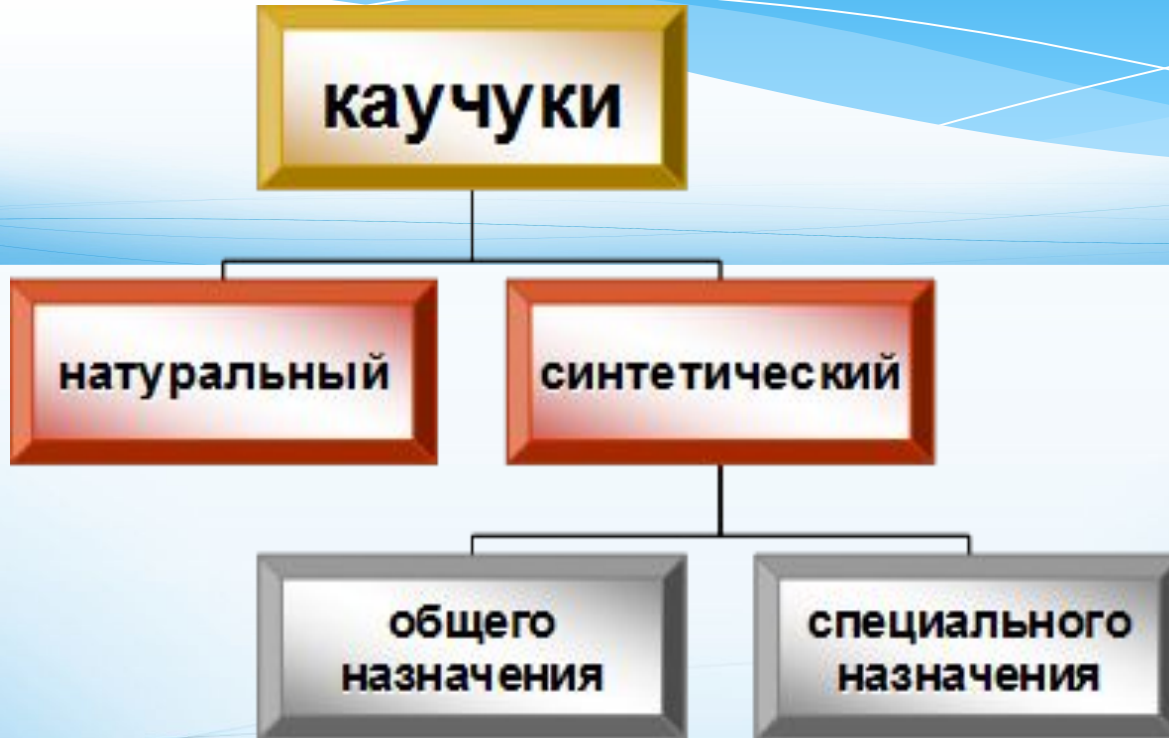 каучуки
натуральный
синтетический
общего
назначения
специального
назначения